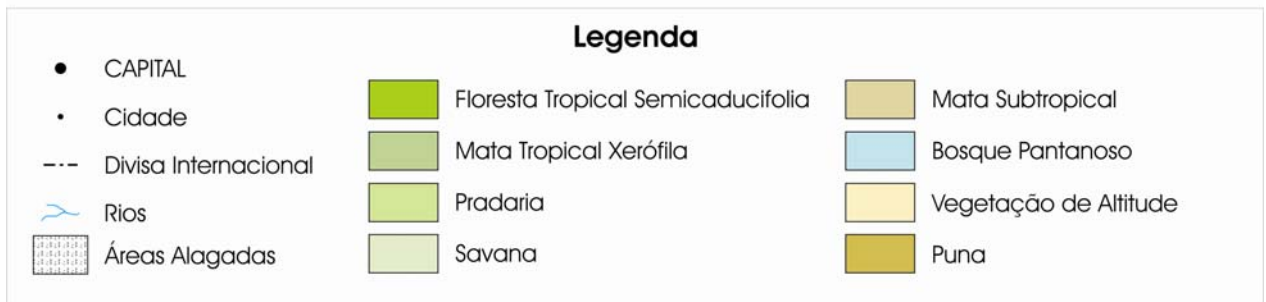 Legenda
CAPITAL
Cidade
Divisa Internacional
Rios
Áreas Alagadas
Floresta Tropical Semicaducifolia
Mata Tropical Xerófila
Pradaria
Savana
Mata Subtropical
Bosque Pantanoso
Vegetação de Altitude
Puna